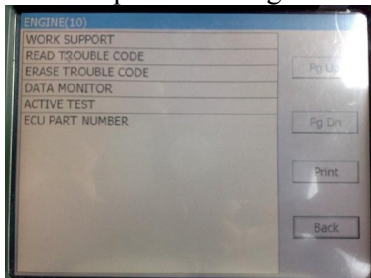 ENGINE(10)
WORK SUPPORT
READ TROUBLE CODE
ERASE TROUBLE CODE
DATA MONITOR
ACTIVE TEST
ECU PART NUMBER
Pg Up
Pg Dn
Print
Back